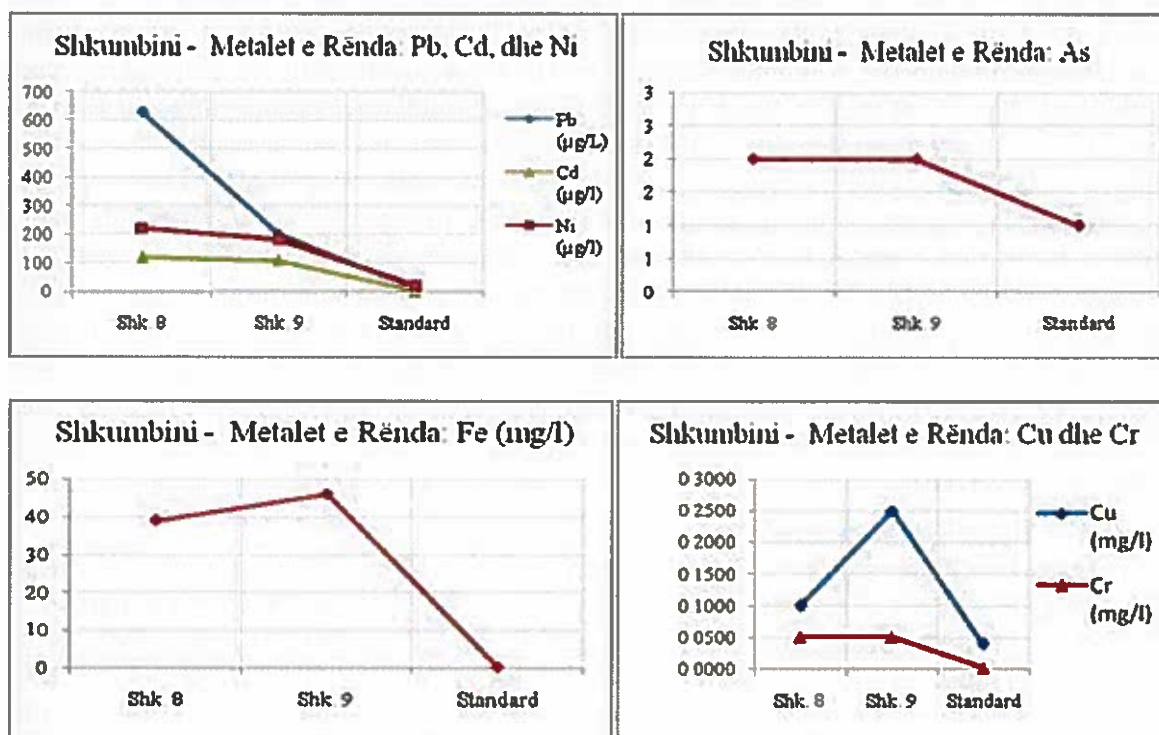 Shkumbini - Metalet e Rënda: Pb, Cd, dhe Ni
700
600
500
400
300
200
100
0
Shk. 8 Shk. 9 Standard
Pb
(µg/L)
Cd
(µg/l)
Ni
(µg/l)
Shkumbini - Metalet e Rënda: As
3
3
2
2
1
1
0
Shk. 8 Shk. 9 Standard
Shkumbini - Metalet e Rënda: Fe (mg/l)
50
40
30
20
10
0
Shk. 8 Shk. 9 Standard
Shkumbini - Metalet e Rënda: Cu dhe Cr
0 3000
0 2500
0 2000
0 1500
0 1000
0 0500
0 0000
Shk. 8 Shk. 9 Standard
Cu
(mg/l)
Cr
(mg/l)